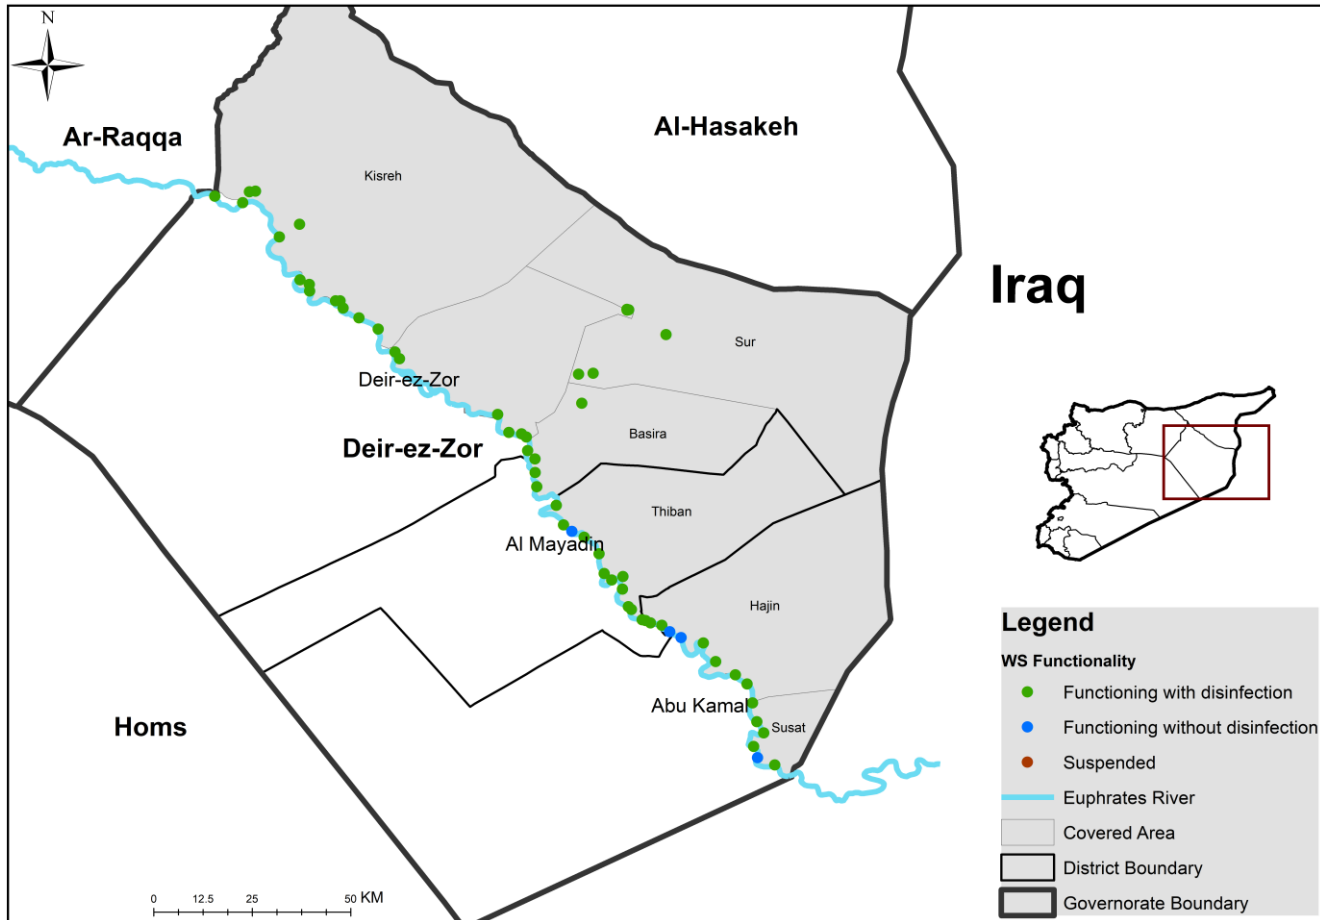 N
Ar-Raqqa
Al-Hasakeh
Kisreh
Iraq
Sur
Deir-ez-Zor
Basira
Deir-ez-Zor
Thiban
Al Mayadin
Hajin
Abu Kamal
Susat
Homs
0 12.5 25 50 KM
Legend
WS Functionality
Functioning with disinfection
Functioning without disinfection
Suspended
Euphrates River
Covered Area
District Boundary
Governorate Boundary